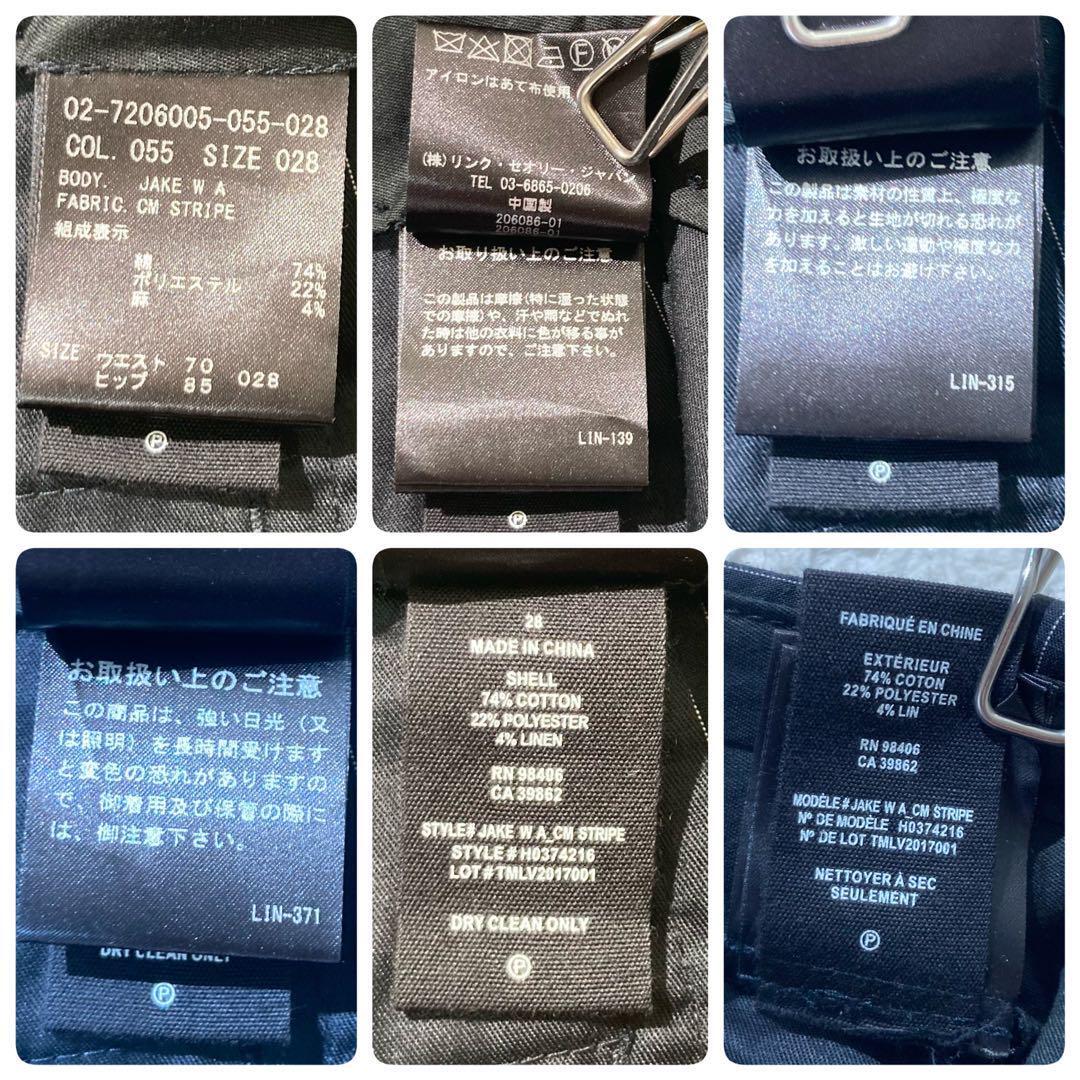 02-7206005-055-028
COL. 055 SIZE 028
BODY. JAKE W A
FABRIC. CM STRIPE
組成表示
綿 74%
ポリエステル 22%
麻 4%
SIZE ウエスト 70
ヒップ 85 028
P
アイロンはあて布使用
(株)リンク・セオリー・ジャパン
TEL 03-6865-0206
中国製
206086-01
206086-01
お取り扱い上のご注意
この製品は摩擦(特に湿った状態
での摩擦)や、汗や雨などでぬれ
た時は他の衣料に色が移る事が
ありますので、ご注意下さい。
LIN-139
P
お取扱い上のご注意
この製品は素材の性質上、極度な
力を加えると生地が切れる恐れが
あります。激しい運動や極度な力
を加えることはお避け下さい。
LIN-315
P
お取扱い上のご注意
この商品は、強い日光(又
は照明)を長時間受けます
と変色の恐れがありますの
で、御着用及び保管の際に
は、御注意下さい。
LIN-371
DRY CLEAN ONLY
P
28
MADE IN CHINA
SHELL
74% COTTON
22% POLYESTER
4% LINEN
RN 98406
CA 39862
STYLE# JAKE W A_CM STRIPE
STYLE # H0374216
LOT # TMLV2017001
DRY CLEAN ONLY
P
FABRIQUÉ EN CHINE
EXTÉRIEUR
74% COTON
22% POLYESTER
4% LIN
RN 98406
CA 39862
MODÈLE# JAKE W A_CM STRIPE
Nº DE MODÈLE H0374216
Nº DE LOT TMLV2017001
NETTOYER À SEC
SEULEMENT
P